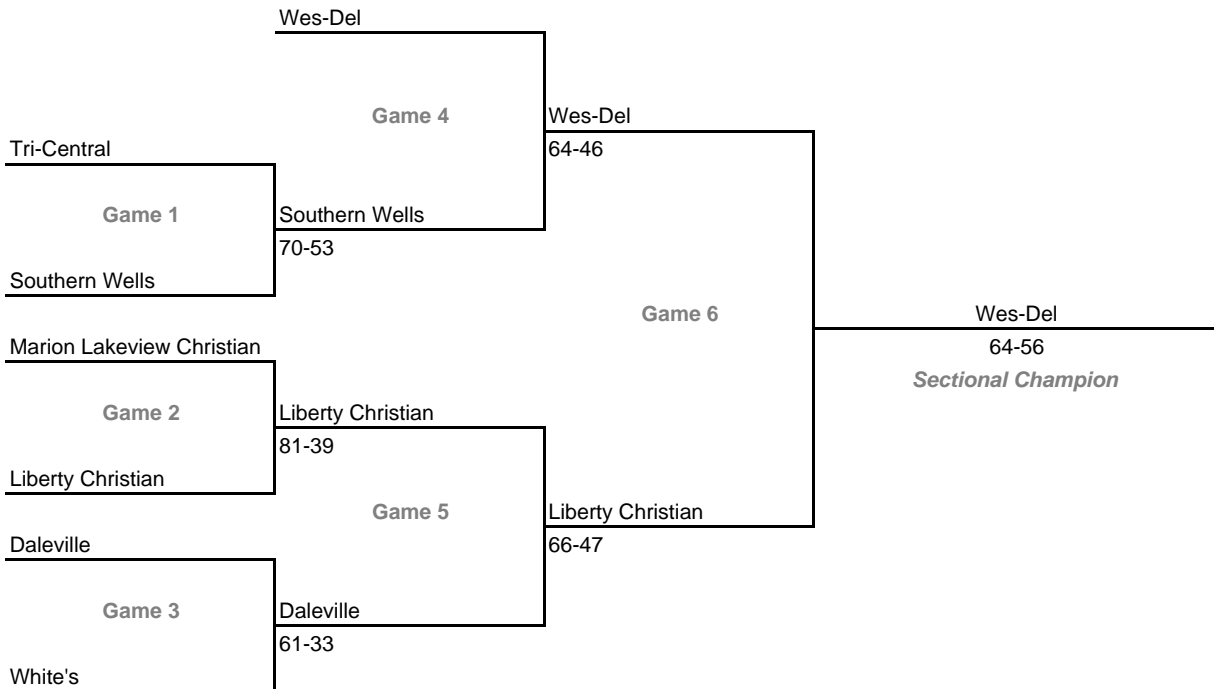 Wes-Del
Game 4
Wes-Del
Tri-Central
64-46
Game 1
Southern Wells
70-53
Southern Wells
Game 6
Wes-Del
Marion Lakeview Christian
64-56
Sectional Champion
Game 2
Liberty Christian
81-39
Liberty Christian
Game 5
Liberty Christian
Daleville
66-47
Game 3
Daleville
61-33
White's